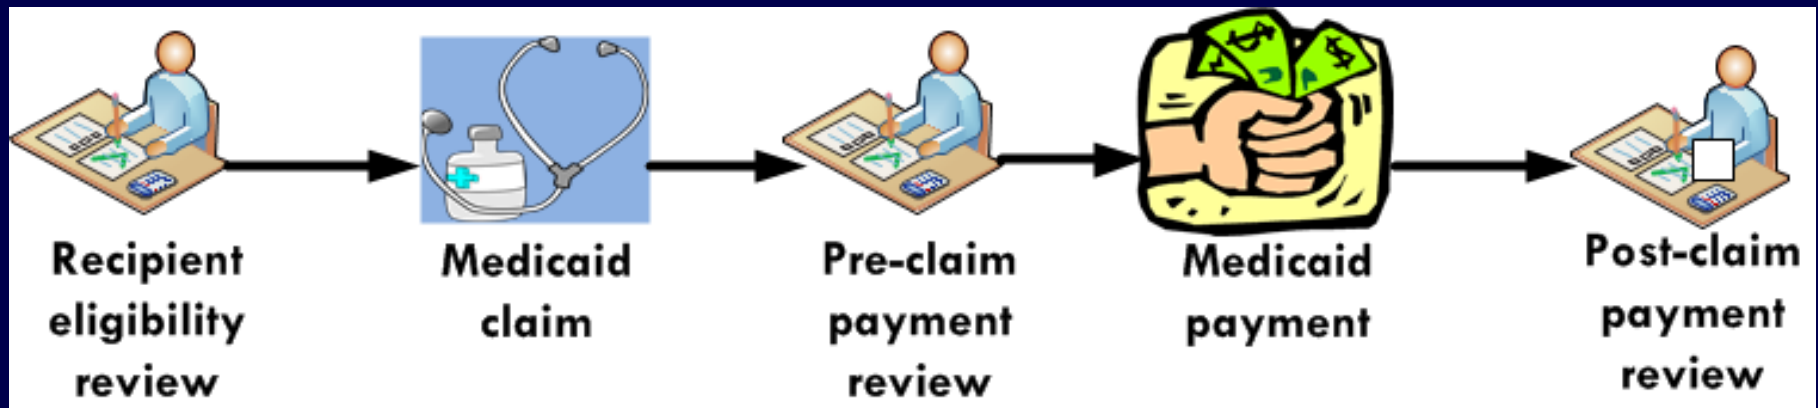 Recipient
eligibility
review
Medicaid
claim
Pre-claim
payment
review
$ $
Medicaid
payment
Post-claim
payment
review